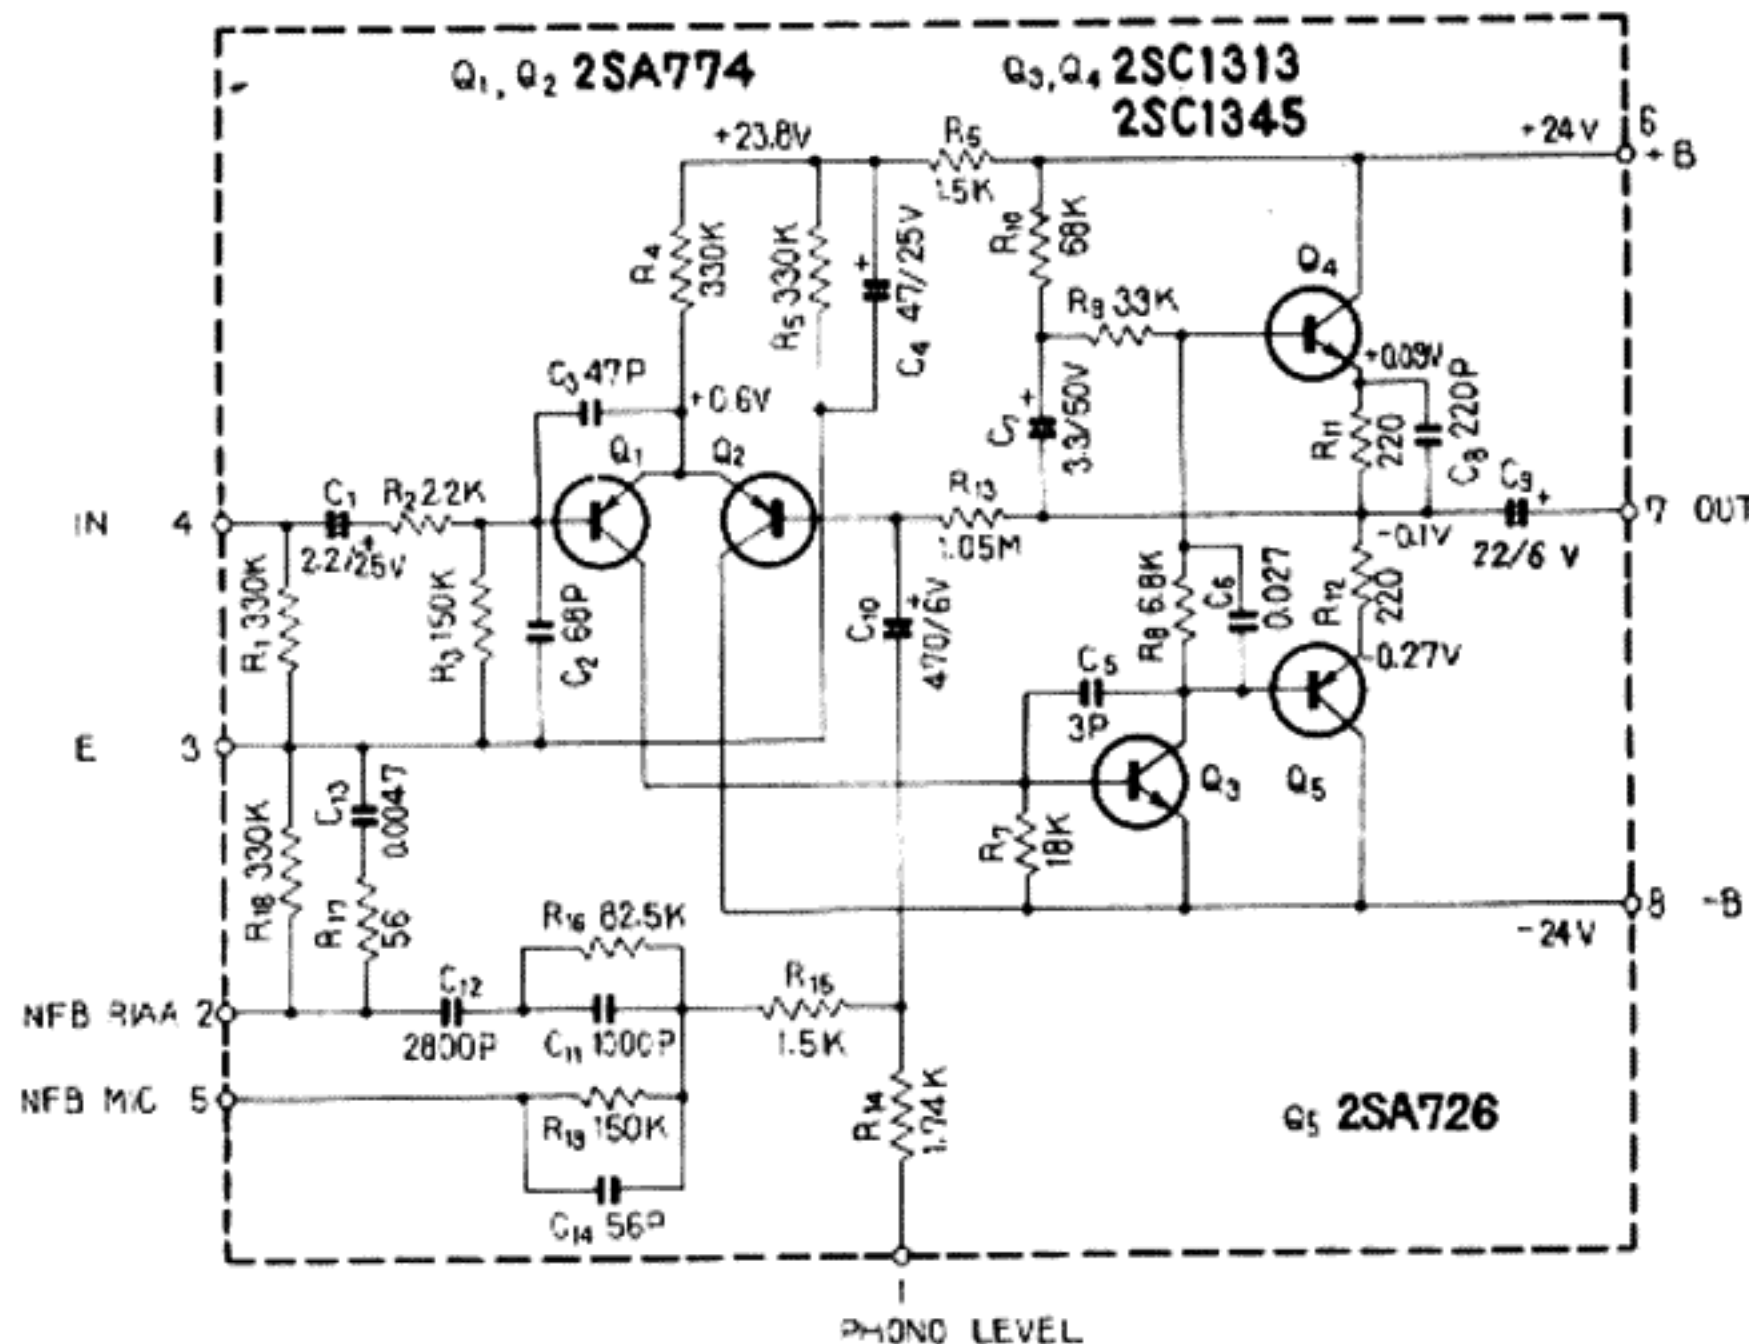 Q1, Q2 2SA774
Q3, Q4 2SC1313
2SC1345
+23.8V
R5
1.5K
+24V
6
+B
R4
330K
R5 330K
C4 47/25V
R10
68K
R9 33K
Q4
C3 47P
+0.6V
C7 3.3/50V
+0.09V
R11
220
C8 220P
Q1
Q2
IN 4
C1
2.2/25V
R2 2.2K
R13
1.05M
-0.1V
C9
22/6 V
7 OUT
R1 330K
R3 150K
C2 68P
C10
470/6V
R8 6.8K
C6
0.027
R12
220
-0.27V
C5
3P
E 3
Q3
Q5
C13
0.0047
R7
18K
R18 330K
R17
56
8 -B
-24V
R16 82.5K
C12
2800P
C11 1000P
R15
1.5K
NFB RIAA 2
NFB MIC 5
R19 150K
C14 56P
R14
1.74K
Q5 2SA726
1
PHONO LEVEL